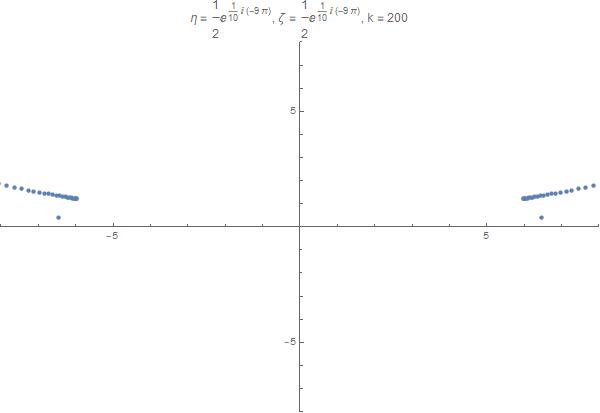 η = 1/2 e^{1/10 i (-9 π)}, ζ = 1/2 e^{1/10 i (-9 π)}, k = 200
5
-5
5
-5